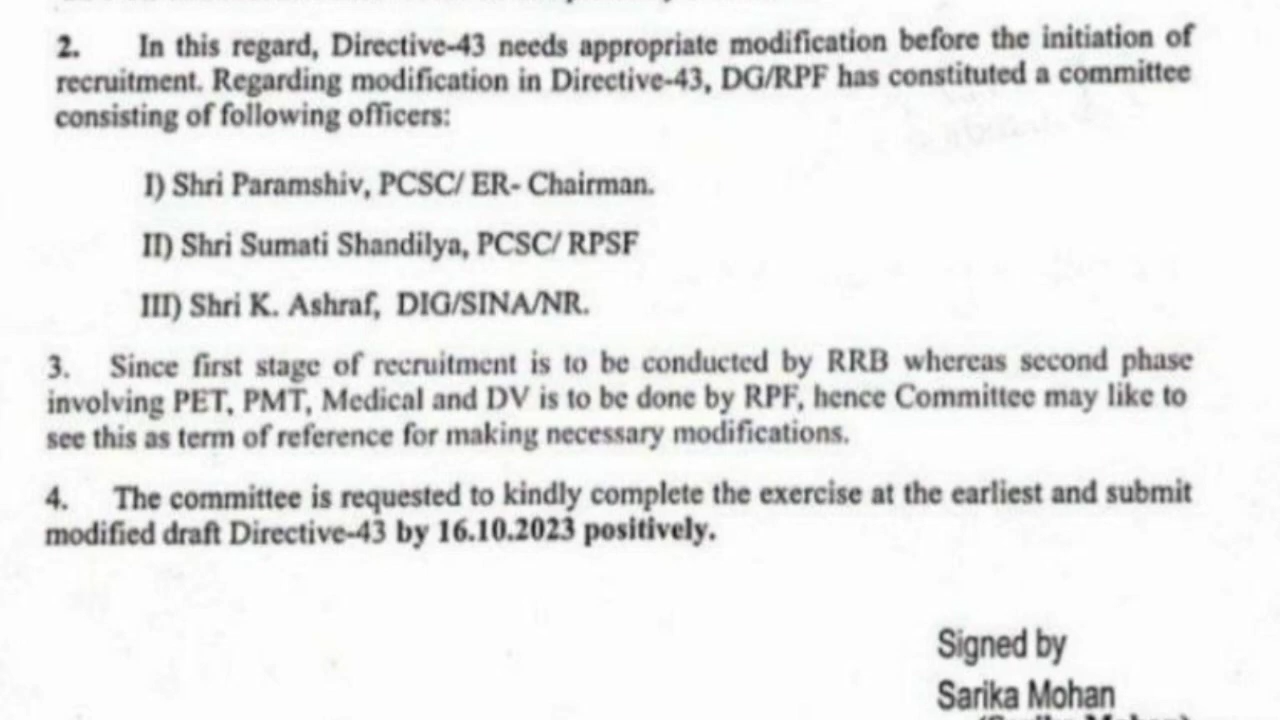 2. In this regard, Directive-43 needs appropriate modification before the initiation of
recruitment. Regarding modification in Directive-43, DG/RPF has constituted a committee
consisting of following officers:
I) Shri Paramshiv, PCSC/ ER- Chairman.
II) Shri Sumati Shandilya, PCSC/ RPSF
III) Shri K. Ashraf, DIG/SINA/NR.
3. Since first stage of recruitment is to be conducted by RRB whereas second phase
involving PET, PMT, Medical and DV is to be done by RPF, hence Committee may like to
see this as term of reference for making necessary modifications.
4. The committee is requested to kindly complete the exercise at the earliest and submit
modified draft Directive-43 by 16.10.2023 positively.
Signed by
Sarika Mohan